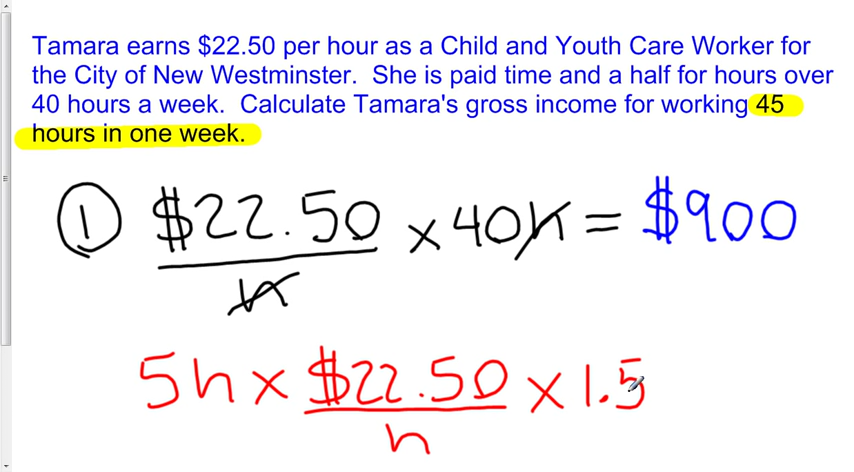 Tamara earns $22.50 per hour as a Child and Youth Care Worker for
the City of New Westminster. She is paid time and a half for hours over
40 hours a week. Calculate Tamara's gross income for working 45
hours in one week.
① $22.50 × 40h = $900
h
5h × $22.50 × 1.5
h